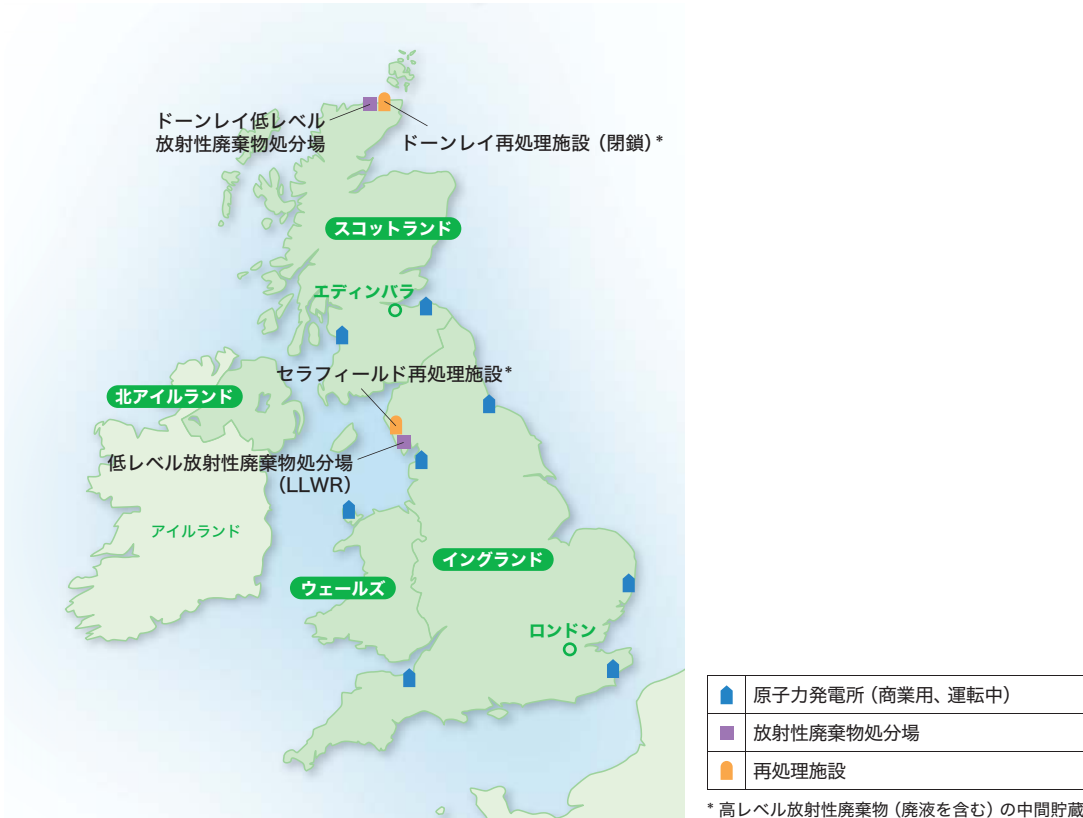 ドーンレイ低レベル
放射性廃棄物処分場
ドーンレイ再処理施設（閉鎖）*
スコットランド
エディンバラ
セラフィールド再処理施設*
北アイルランド
低レベル放射性廃棄物処分場
（LLWR）
アイルランド
イングランド
ウェールズ
ロンドン
原子力発電所（商業用、運転中）
放射性廃棄物処分場
再処理施設
* 高レベル放射性廃棄物（廃液を含む）の中間貯蔵